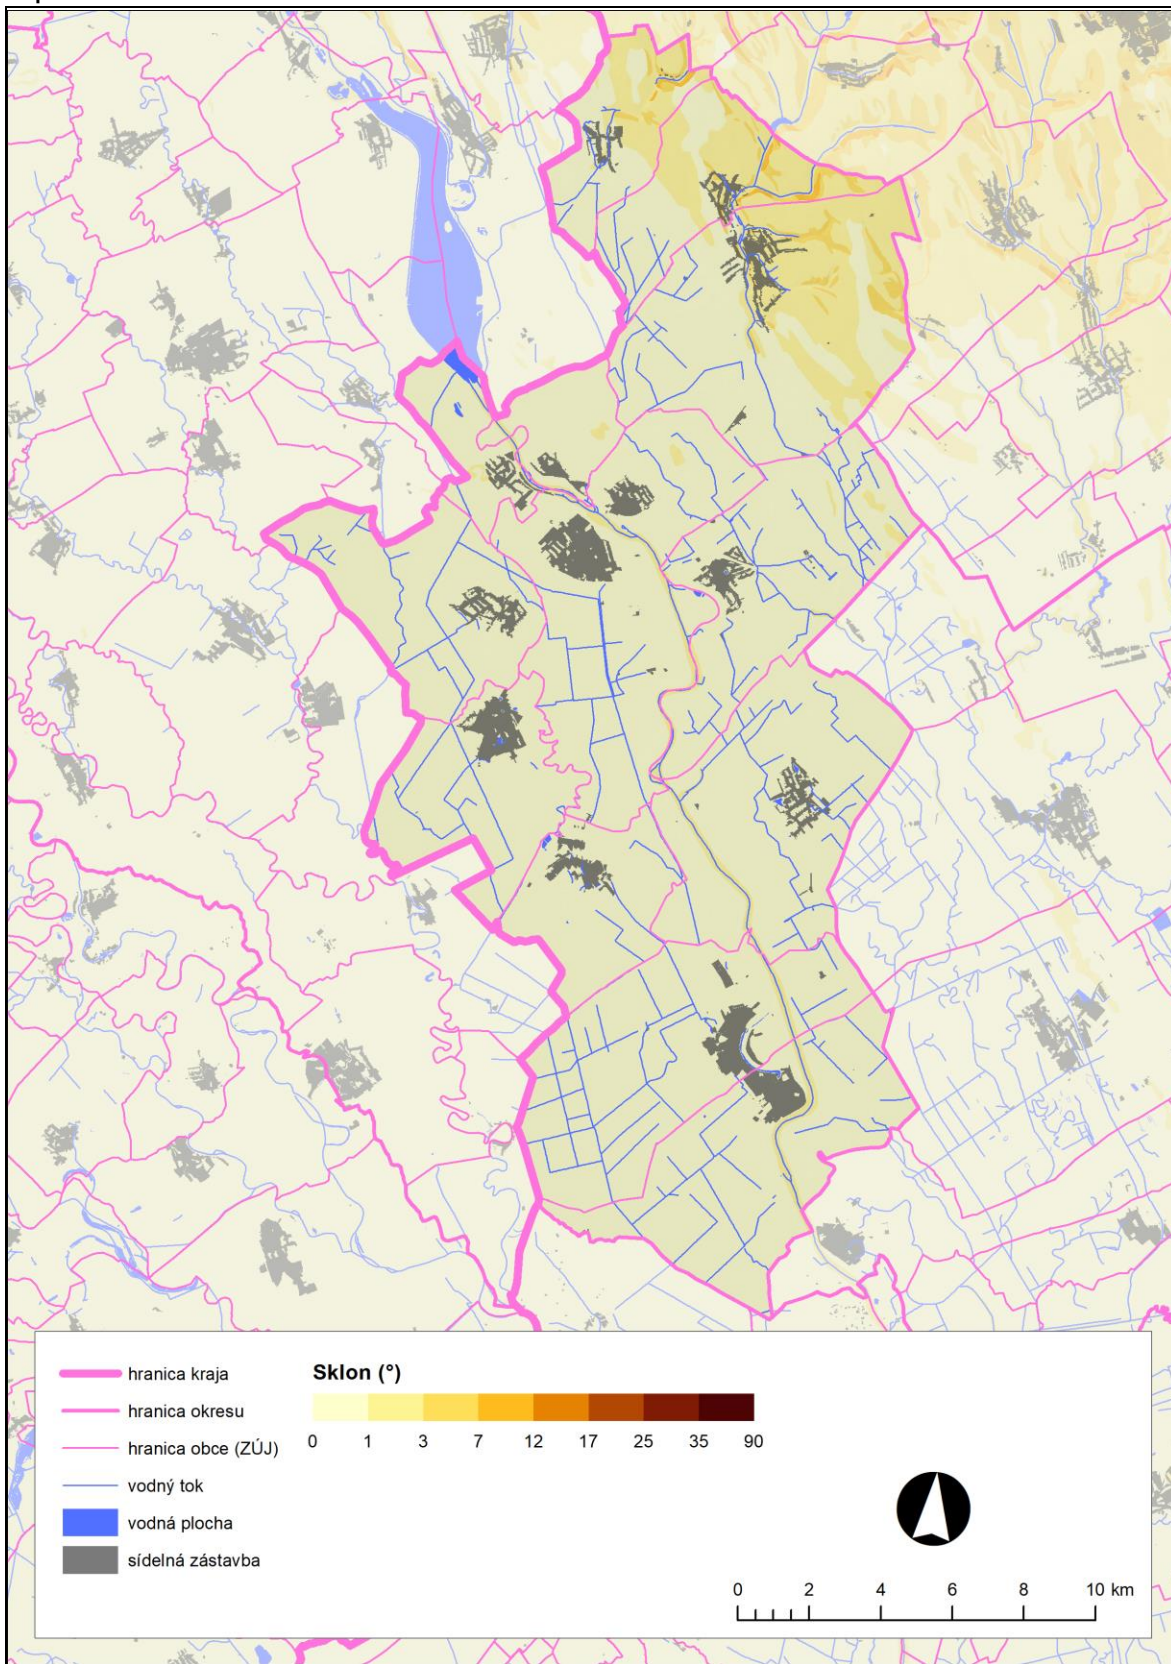 hranica kraja
hranica okresu
hranica obce (ZÚJ)
vodný tok
vodná plocha
sídelná zástavba
Sklon (°)
0 1 3 7 12 17 25 35 90
0 2 4 6 8 10 km